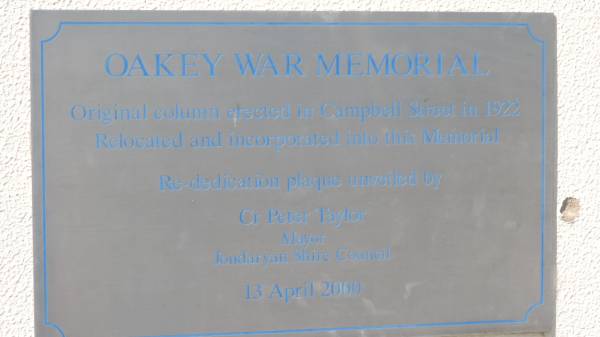 OAKEY WAR MEMORIAL
Original column erected in Campbell Street in 1922
Relocated and incorporated into this Memorial
Re-dedication plaque unveiled by
Cr Peter Taylor
Mayor
Jondaryan Shire Council
13 April 2000